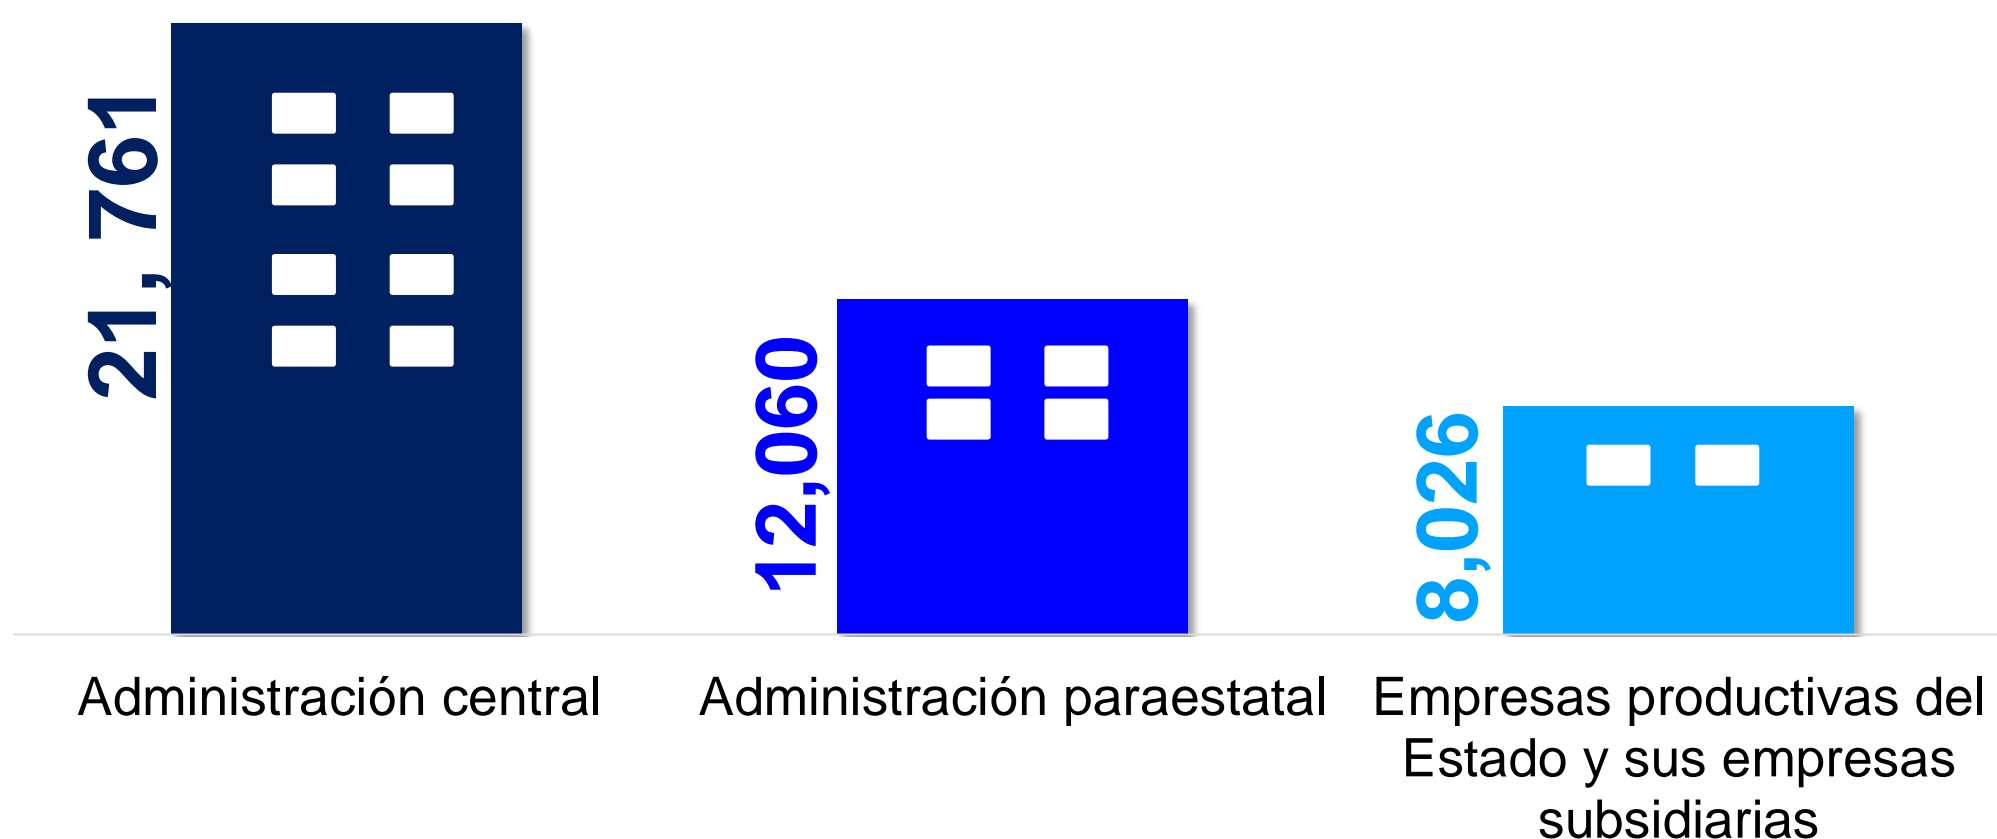 21, 761
12,060
8,026
Administración central
Administración paraestatal
Empresas productivas del
Estado y sus empresas
subsidiarias